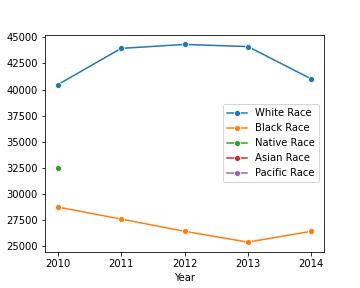 45000
42500
40000
37500
35000
32500
30000
27500
25000
White Race
Black Race
Native Race
Asian Race
Pacific Race
2010 2011 2012 2013 2014
Year